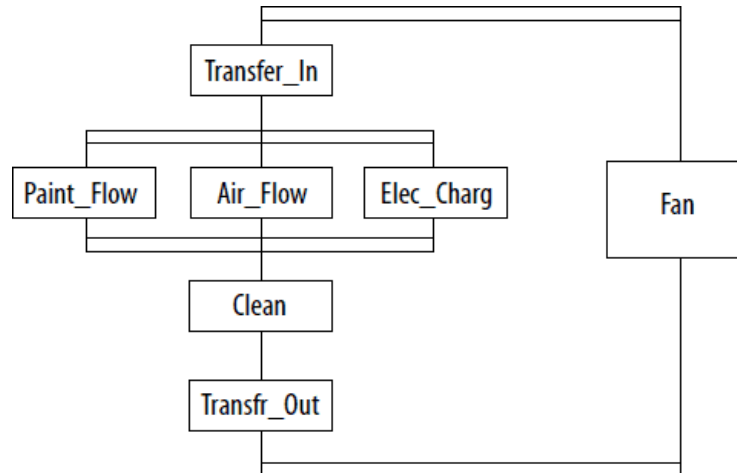 Transfer_In
Paint_Flow
Air_Flow
Elec_Charg
Fan
Clean
Transfr_Out